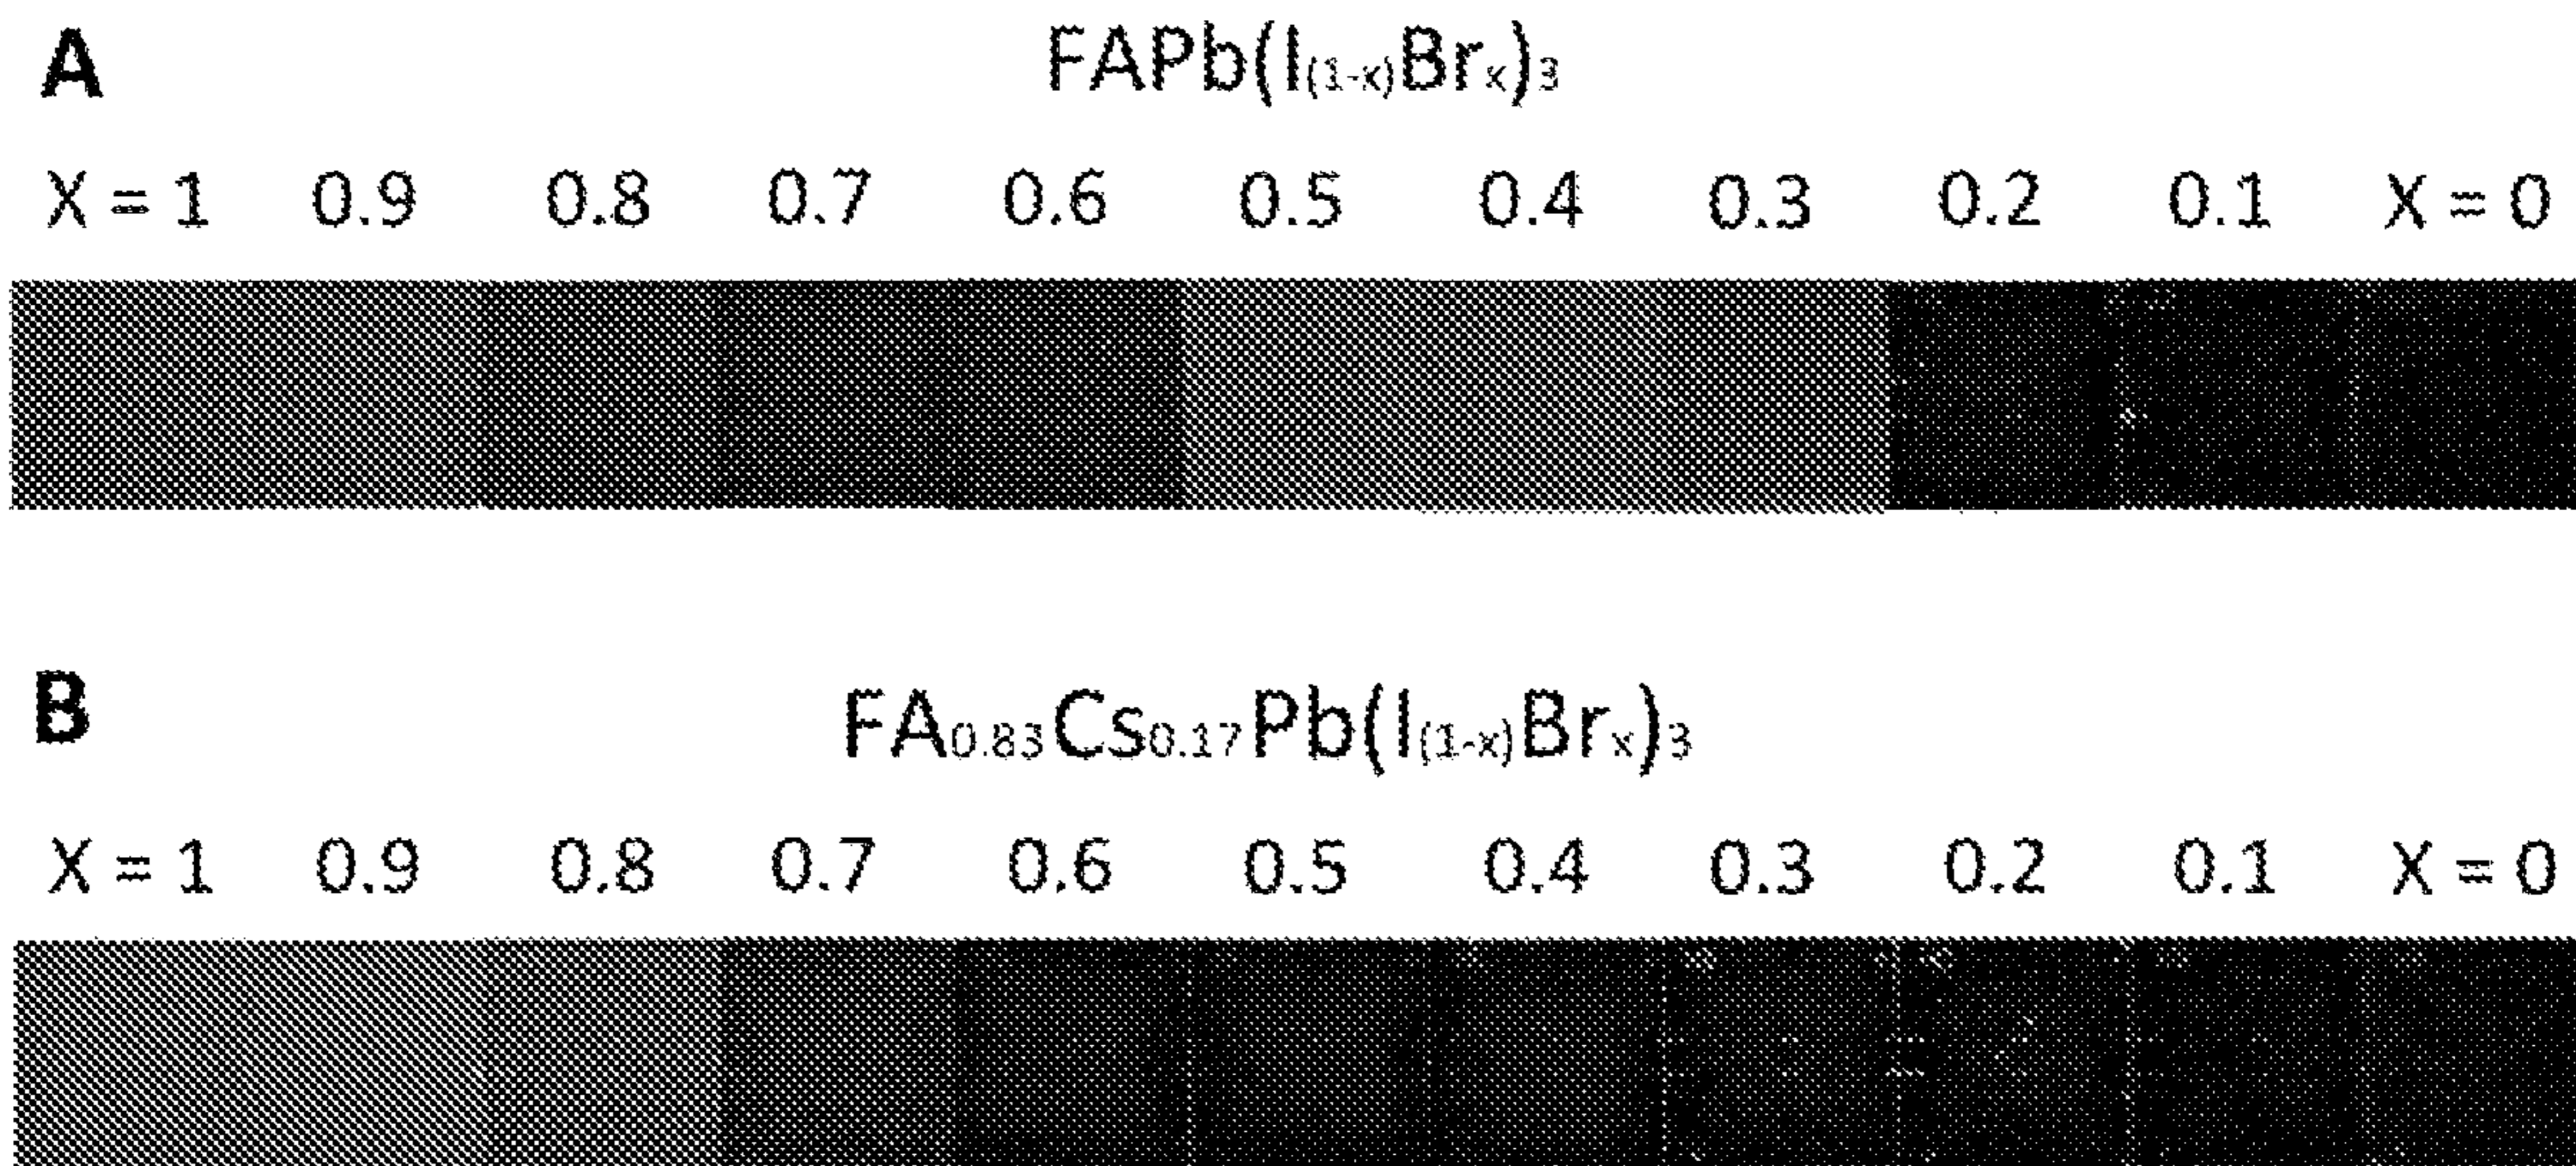 A
FAPb(I(1-x)Brx)3
X = 1 0.9 0.8 0.7 0.6 0.5 0.4 0.3 0.2 0.1 X = 0
B
FA0.83Cs0.17Pb(I(1-x)Brx)3
X = 1 0.9 0.8 0.7 0.6 0.5 0.4 0.3 0.2 0.1 X = 0